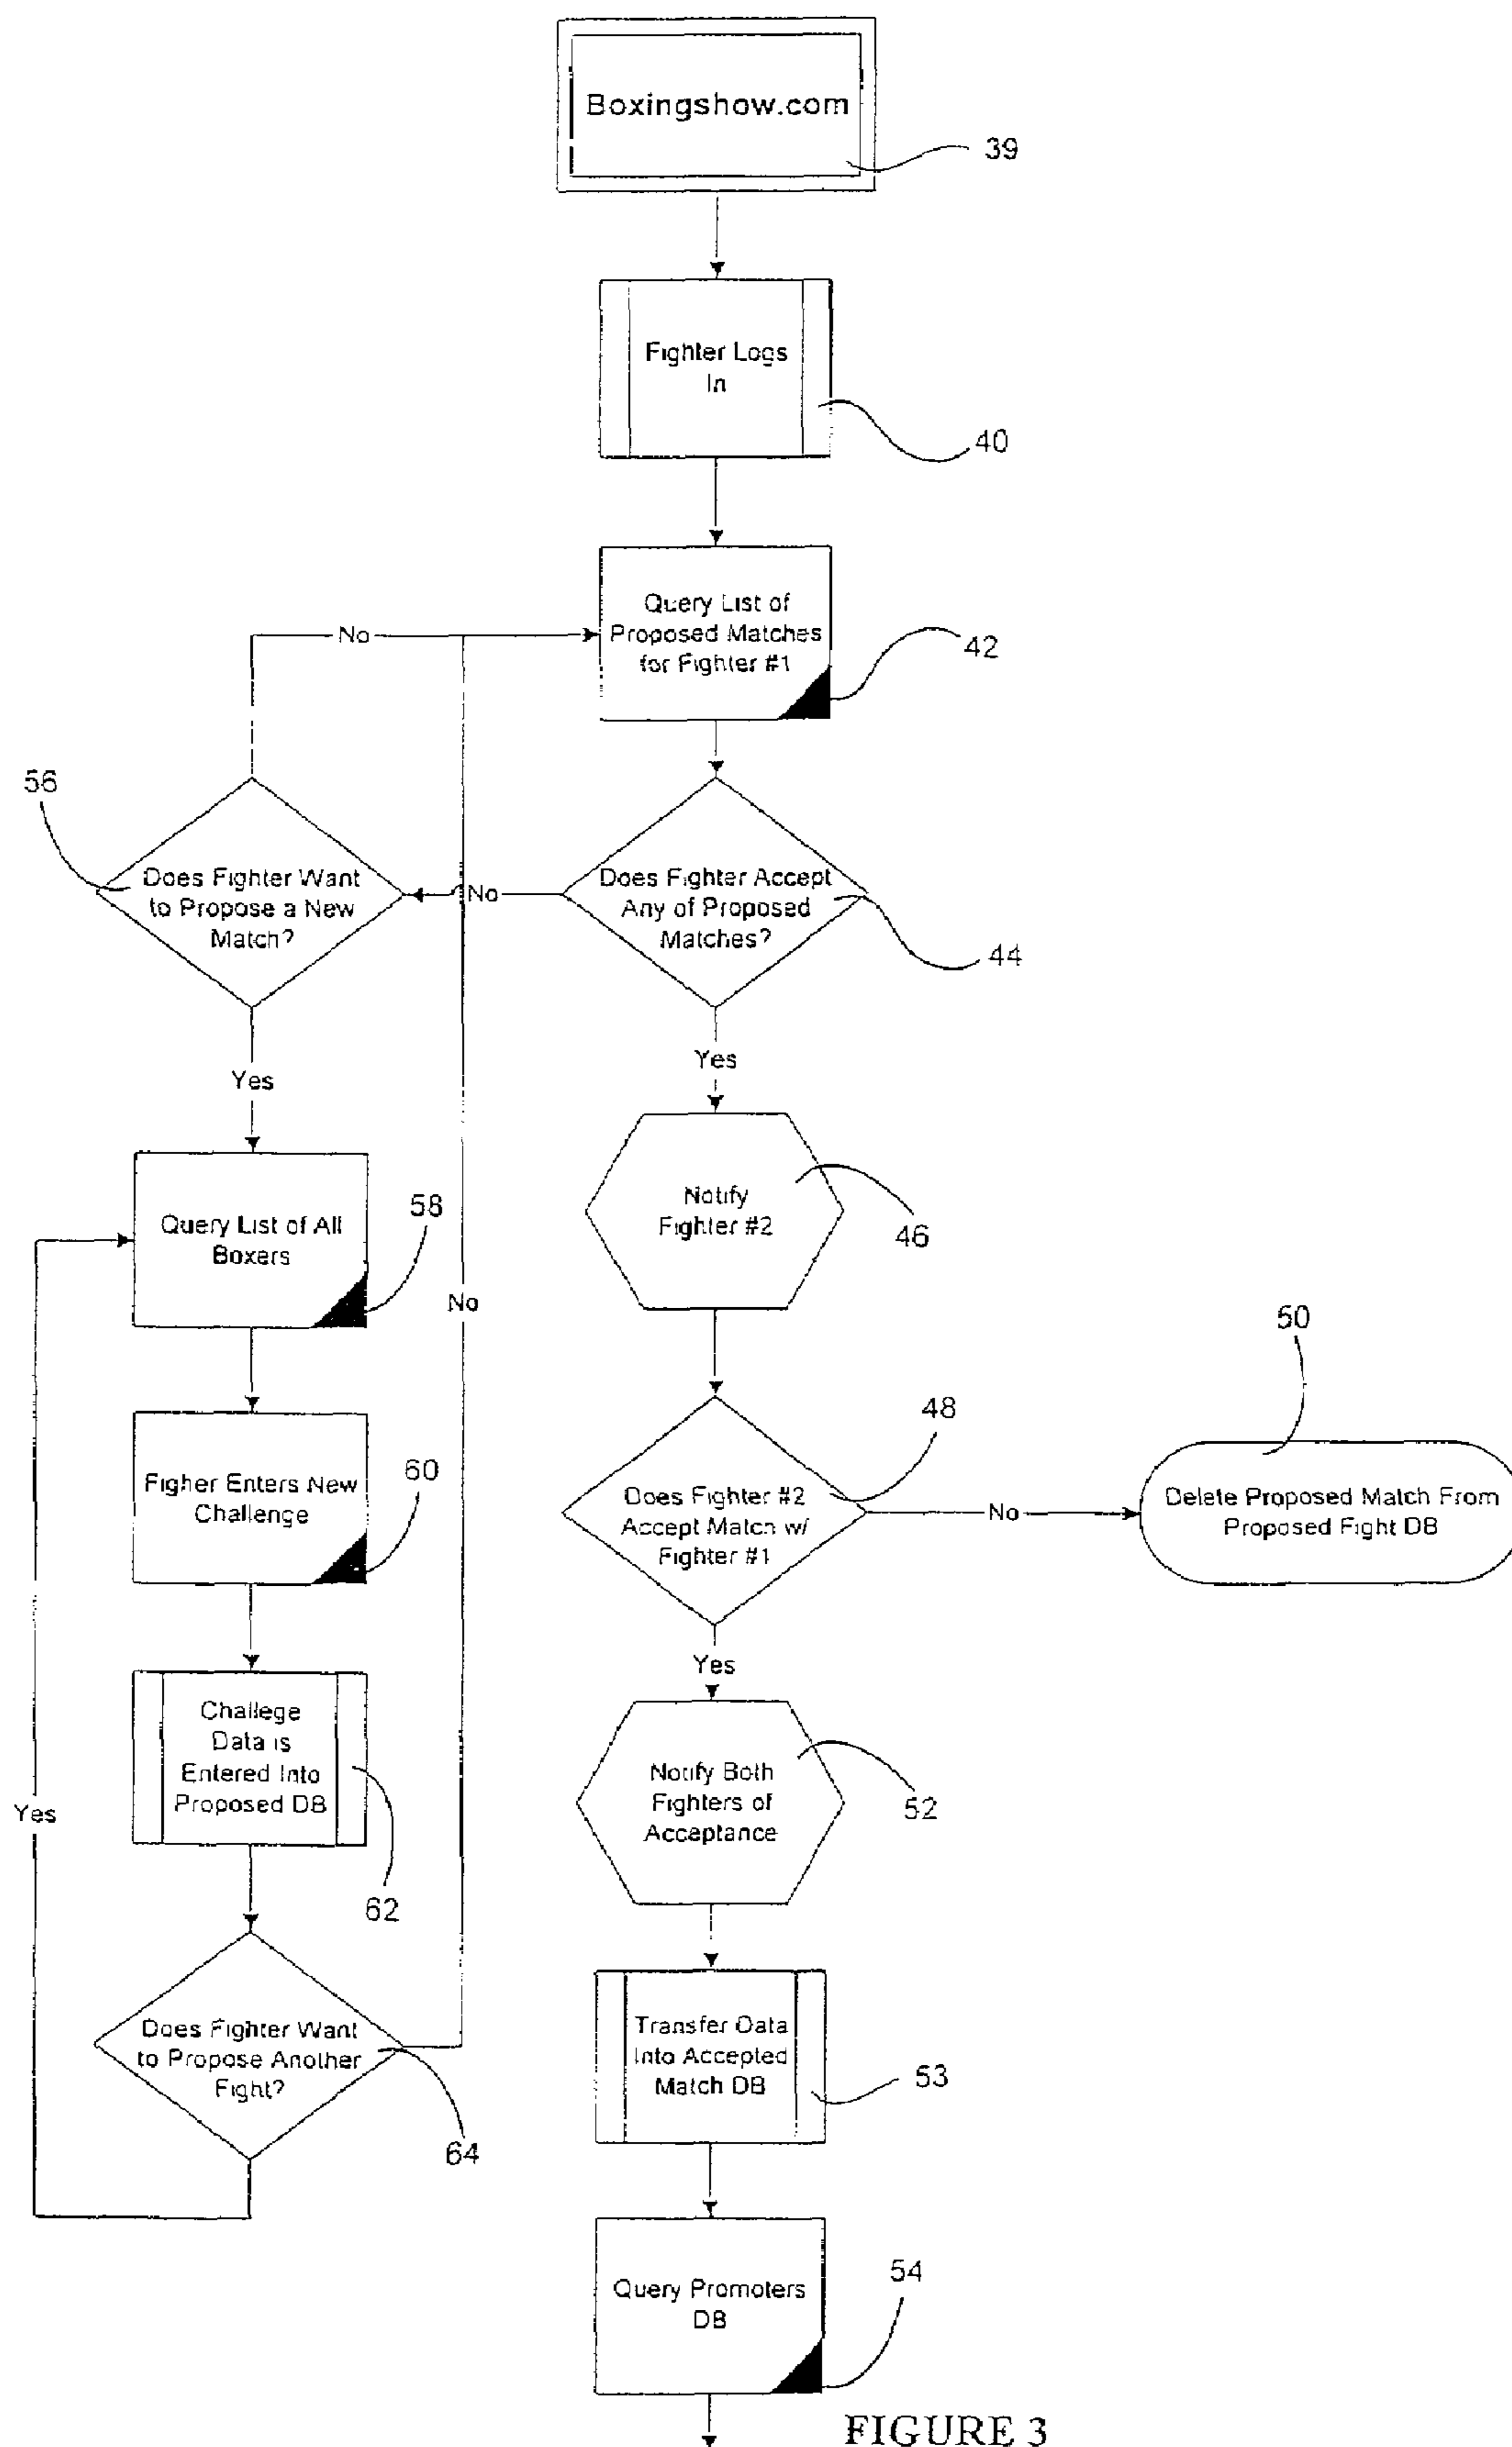 Boxingshow.com
39
Fighter Logs
In
40
Query List of
Proposed Matches
for Fighter #1
42
No
56
Does Fighter Want
to Propose a New
Match?
No
Does Fighter Accept
Any of Proposed
Matches?
44
Yes
Yes
Query List of All
Boxers
58
Notify
Fighter #2
46
No
Figher Enters New
Challenge
60
Does Fighter #2
Accept Match w/
Fighter #1
48
No
50
Delete Proposed Match From
Proposed Fight DB
Yes
Challege
Data is
Entered Into
Proposed DB
62
Yes
Notify Both
Fighters of
Acceptance
52
Does Fighter Want
to Propose Another
Fight?
64
Transfer Data
Into Accepted
Match DB
53
Query Promoters
DB
54
FIGURE 3